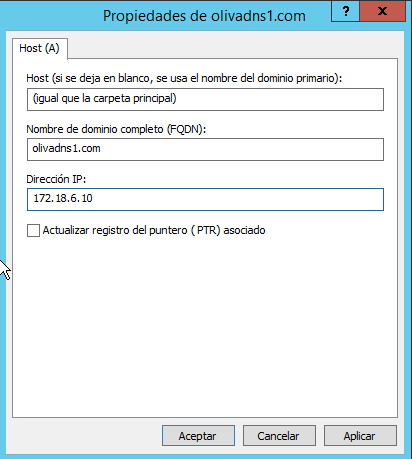 Propiedades de olivadns1.com
?
X
Host (A)
Host (si se deja en blanco, se usa el nombre del dominio primario):
(igual que la carpeta principal)
Nombre de dominio completo (FQDN):
olivadns1.com
Dirección IP:
172.18.6.10
Actualizar registro del puntero ( PTR) asociado
Aceptar Cancelar Aplicar